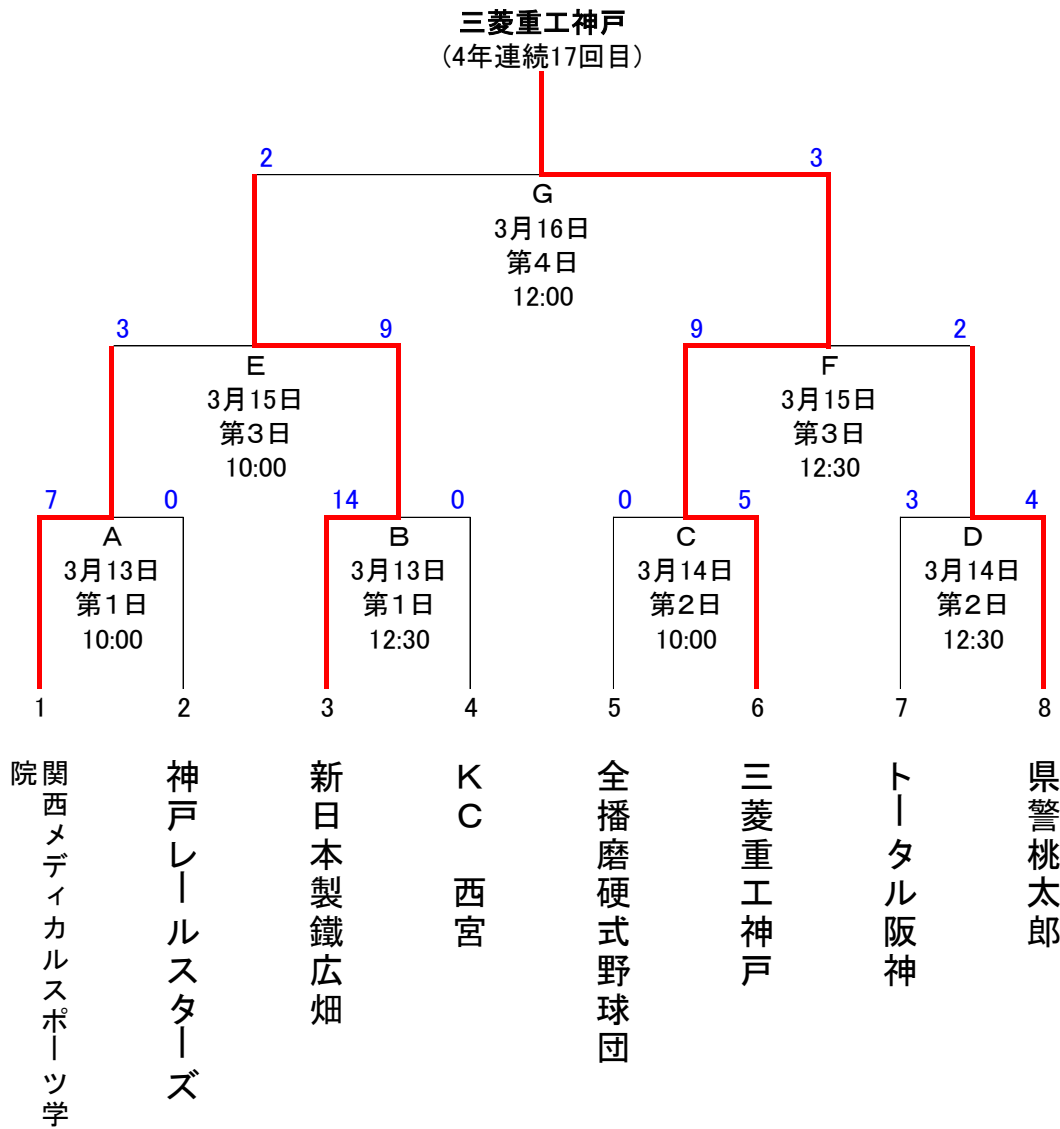 三菱重工神戸
（4年連続17回目）
2
3
G
3月16日
第４日
12:00
3
9
9
2
E
3月15日
第３日
10:00
F
3月15日
第３日
12:30
7
0
14
0
0
5
3
4
A
3月13日
第１日
10:00
B
3月13日
第１日
12:30
C
3月14日
第２日
10:00
D
3月14日
第２日
12:30
1
2
3
4
5
6
7
8
関西メディカルスポーツ学
院
神戸レールスターズ
新日本製鐵広畑
ＫＣ　西宮
全播磨硬式野球団
三菱重工神戸
トータル阪神
県警桃太郎